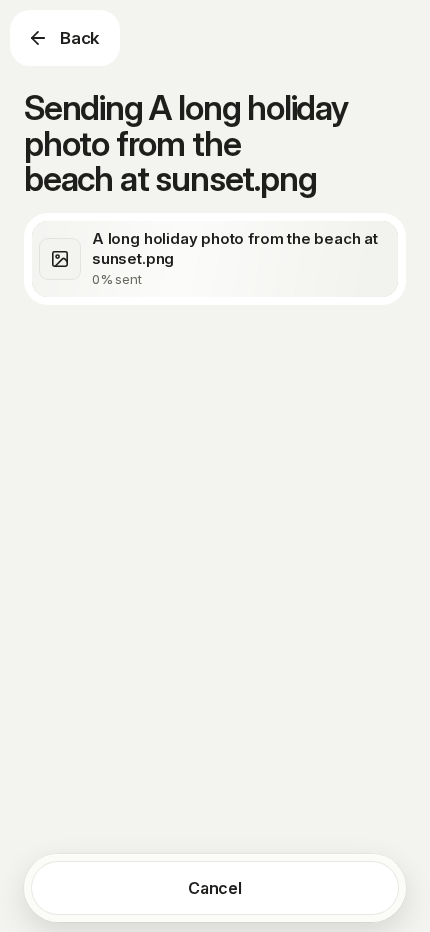 Back
Sending A long holiday
photo from the
beach at sunset.png
A long holiday photo from the beach at
sunset.png
0% sent
Cancel